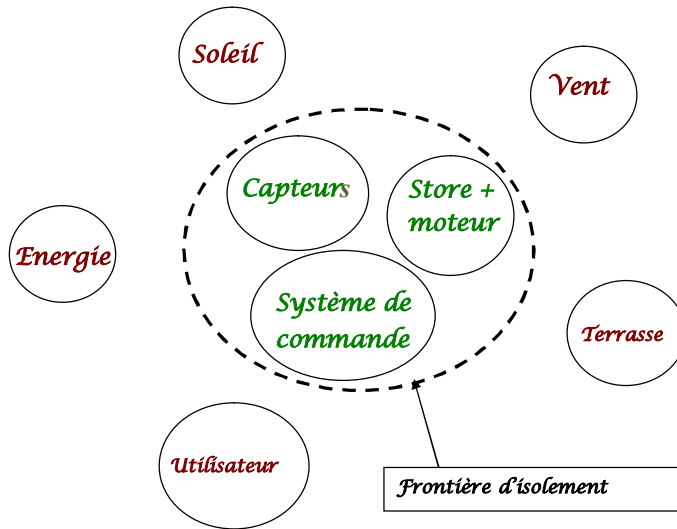 Soleil
Vent
Capteurs
Store +
moteur
Energie
Système de
commande
Terrasse
Utilisateur
Frontière d'isolement